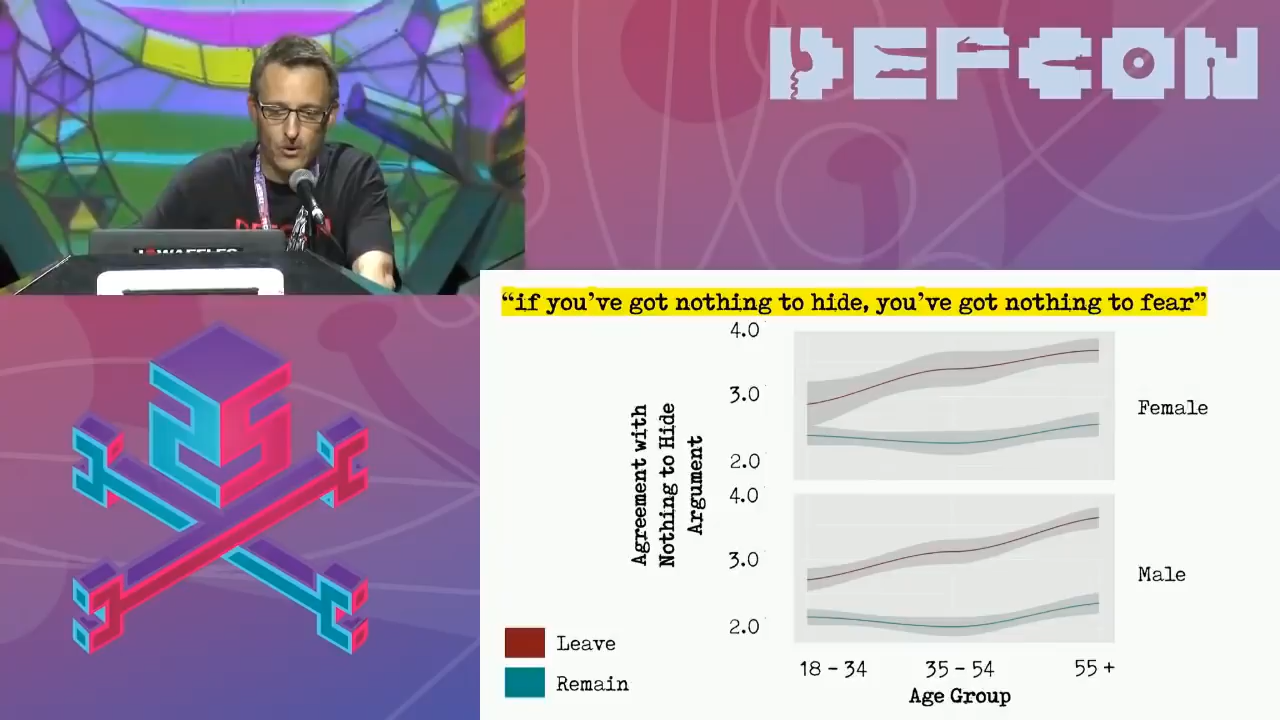 DEFCON
DEFCON
I WAFFLES
"if you've got nothing to hide, you've got nothing to fear"
4.0
3.0
2.0
Female
Agreement with
Nothing to Hide
Argument
4.0
3.0
2.0
Male
Leave
Remain
18 - 34
35 - 54
55 +
Age Group